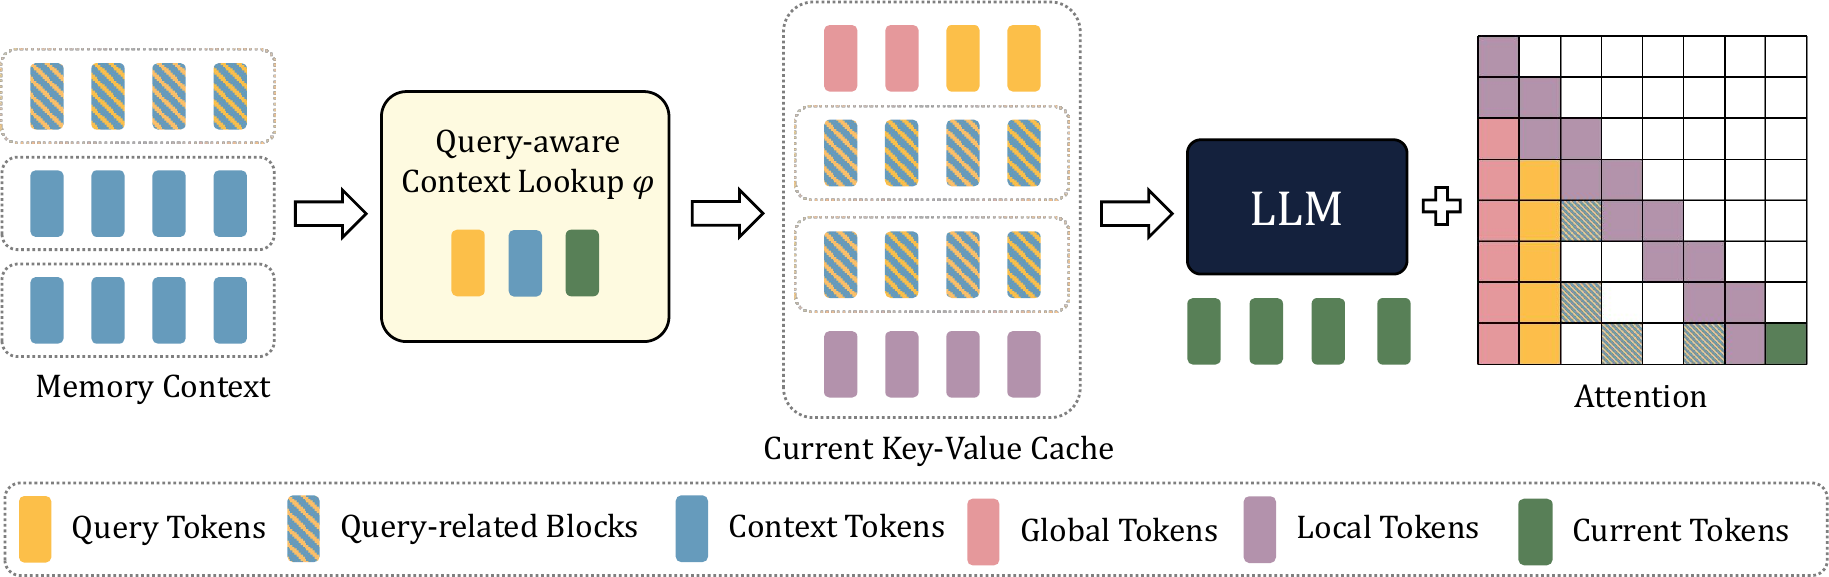 Query-aware
Context Lookup φ
LLM
Memory Context
Attention
Current Key-Value Cache
Query Tokens
Query-related Blocks
Context Tokens
Global Tokens
Local Tokens
Current Tokens